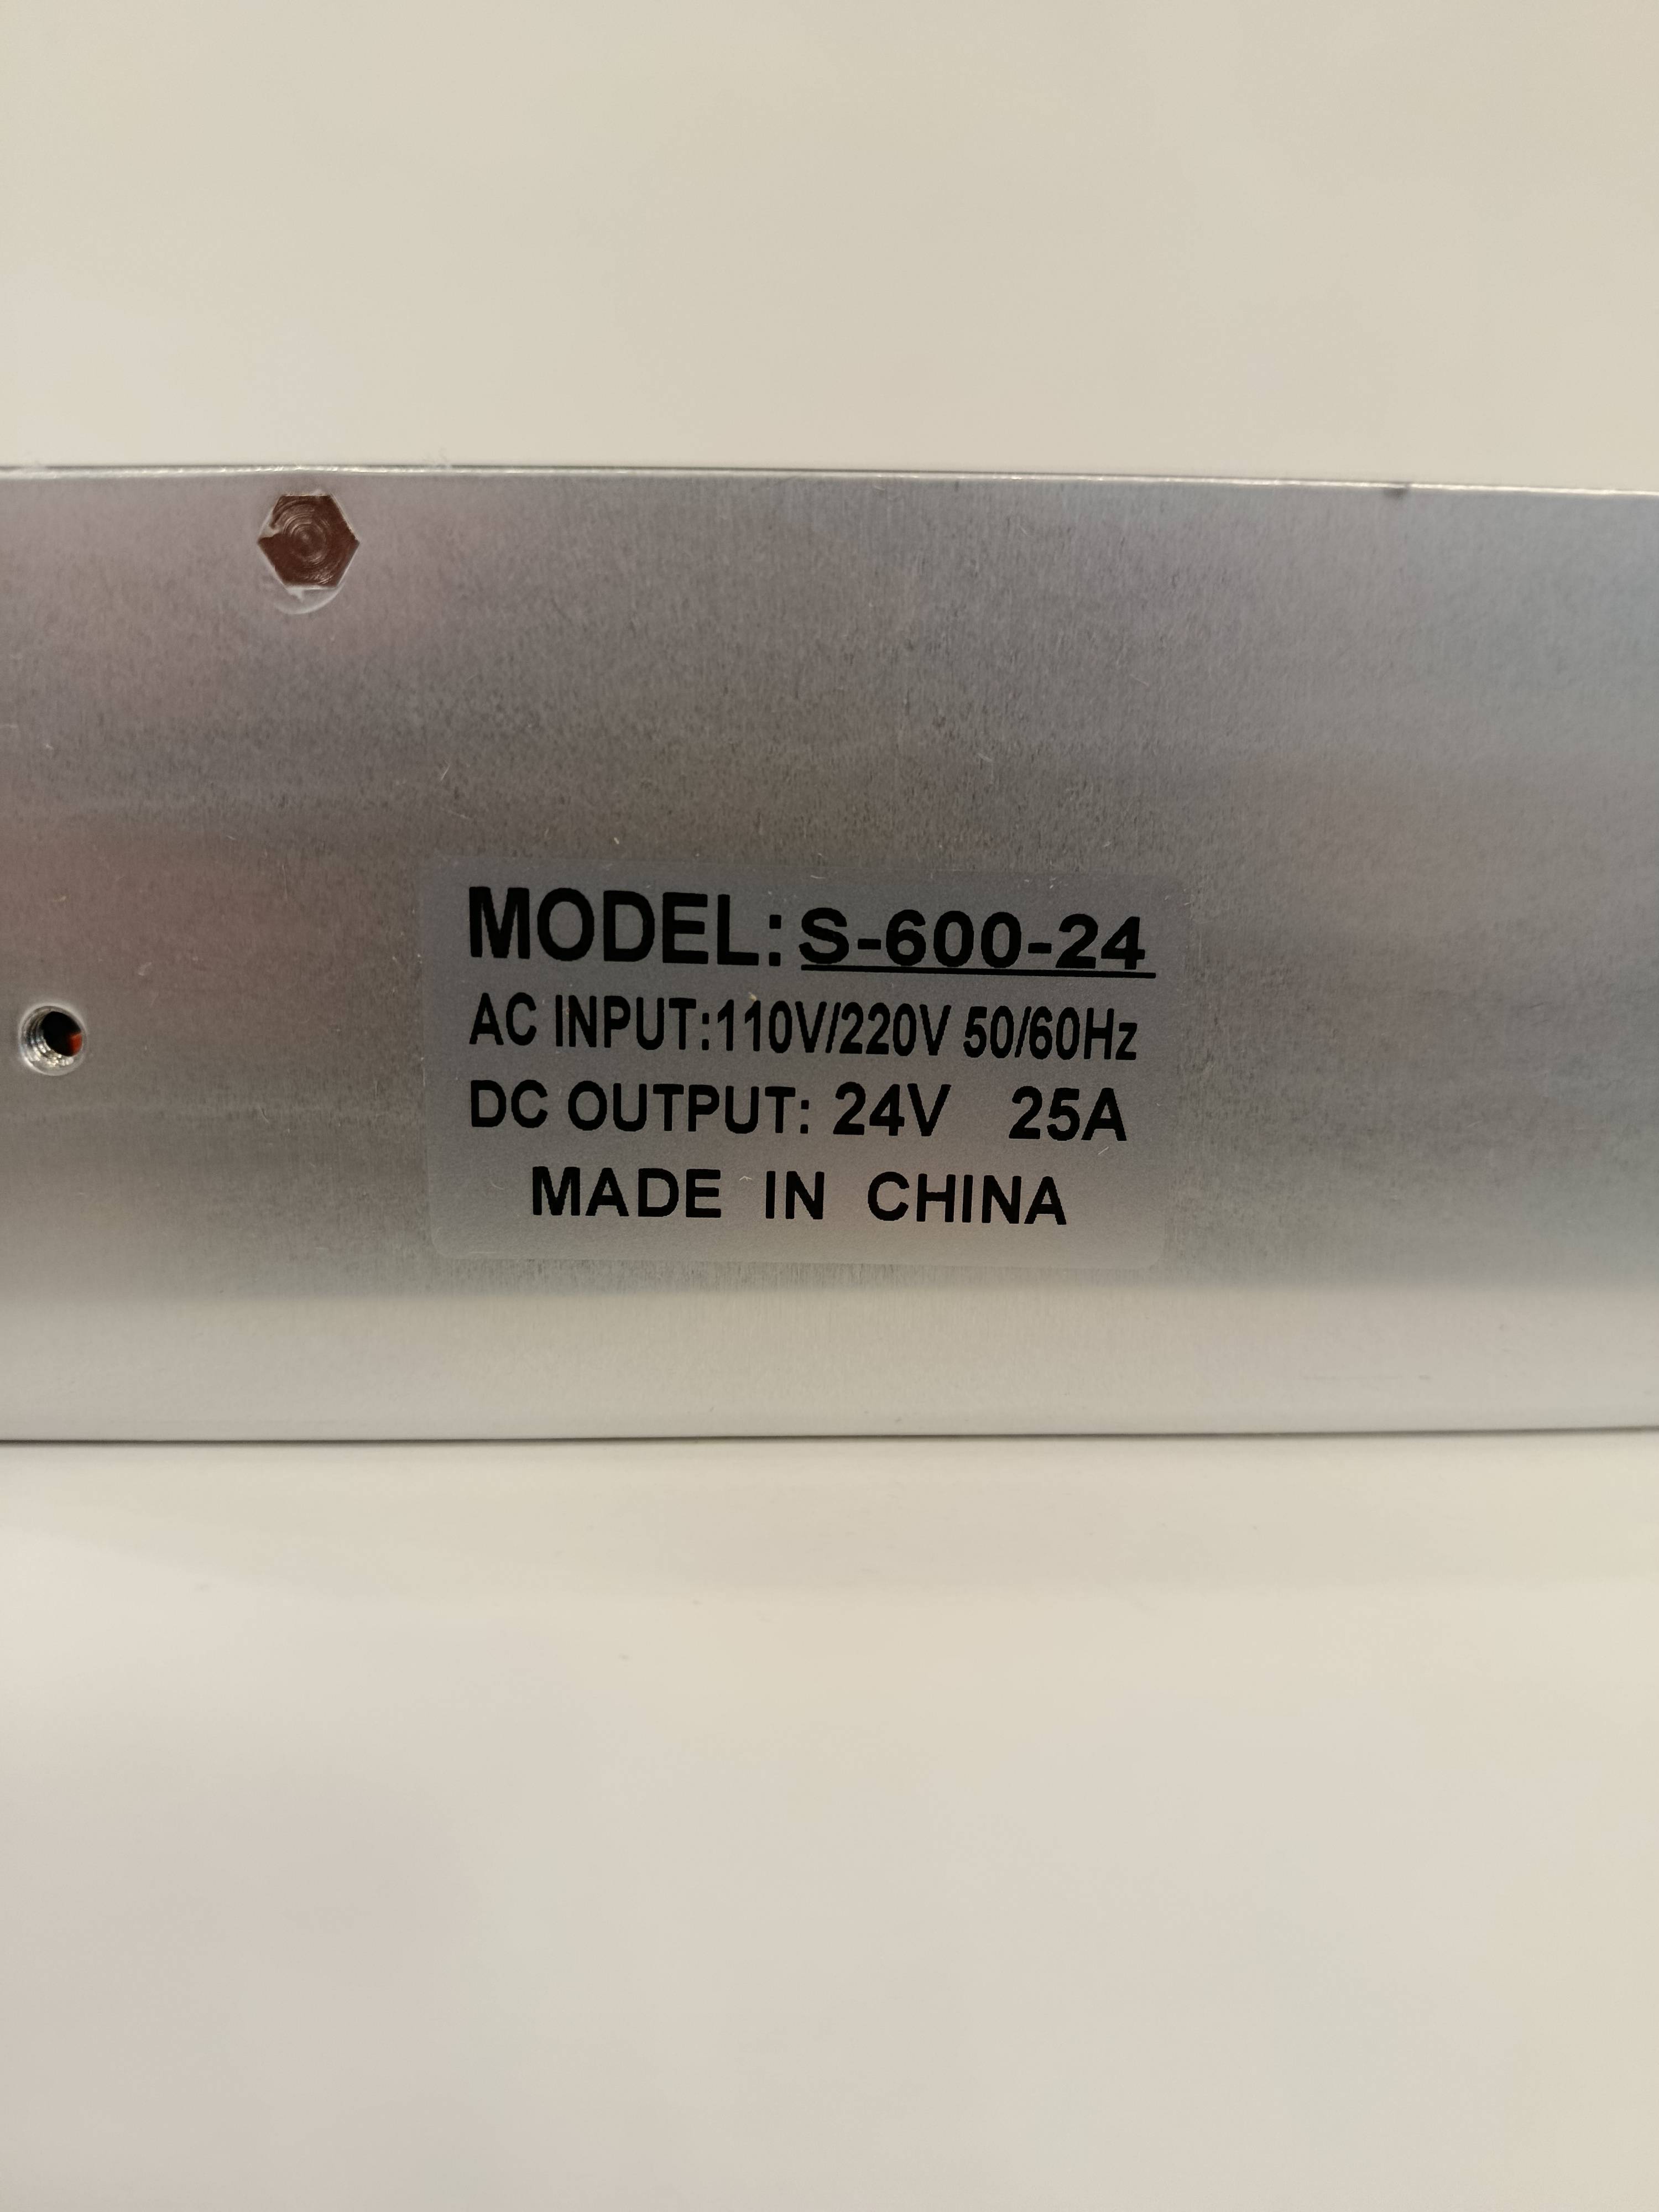 MODEL: S-600-24
AC INPUT:110V/220V 50/60Hz
DC OUTPUT: 24V 25A
MADE IN CHINA